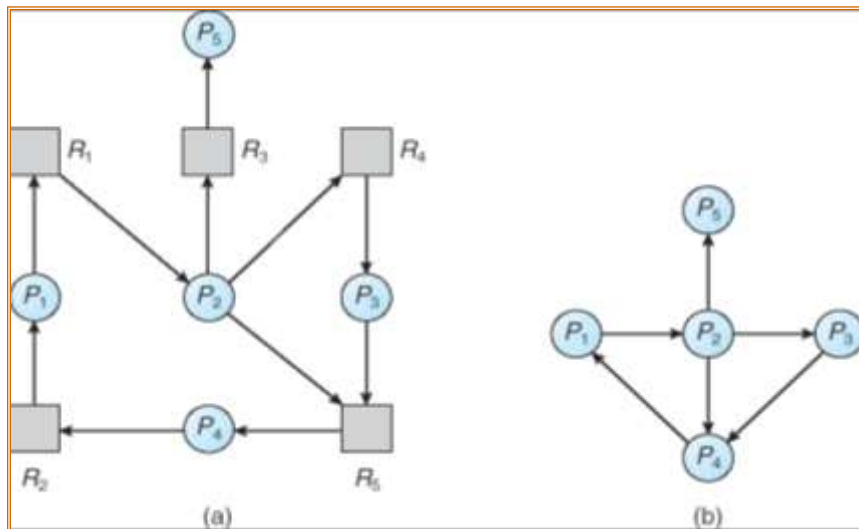 P₅
R₁
R₃
R₄
P₁
P₂
P₃
P₄
R₂
R₅
(a)
P₅
P₁
P₂
P₃
P₄
(b)